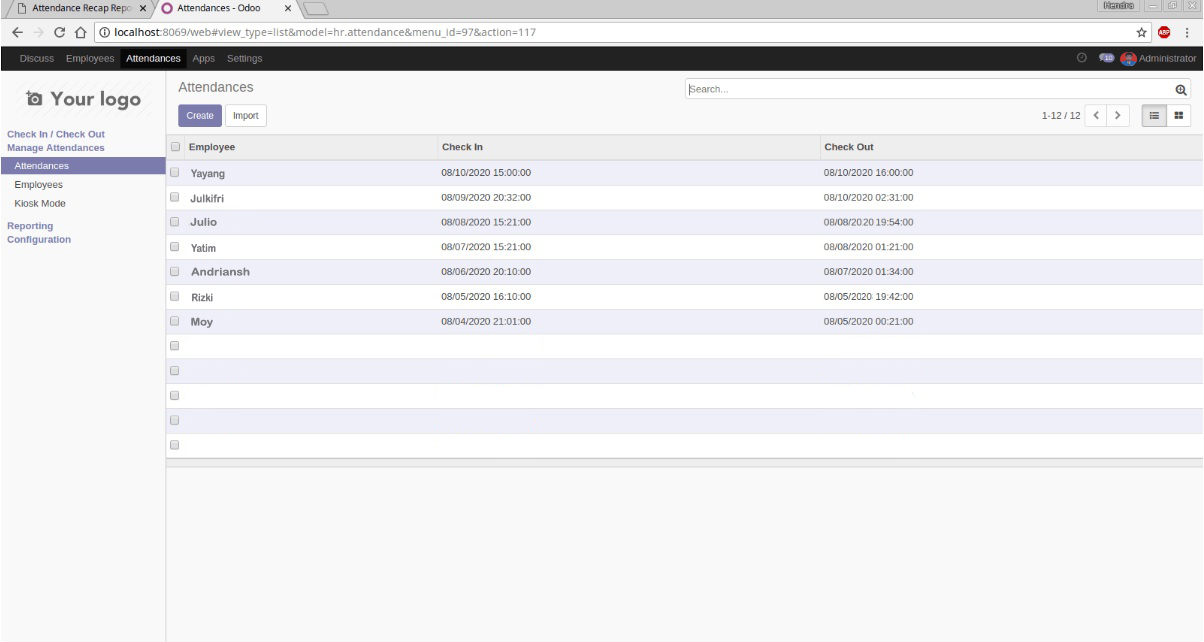 Attendance Recap Repo Attendances - Odoo Hendra
localhost:8069/web#view_type=list&model=hr.attendance&menu_id=97&action=117 ABP
Discuss Employees Attendances Apps Settings Administrator
Your logo
Attendances
Search...
Create Import
1-12 / 12
Check In / Check Out
Manage Attendances
Attendances
Employees
Kiosk Mode
Reporting
Configuration
Employee Check In Check Out
Yayang 08/10/2020 15:00:00 08/10/2020 16:00:00
Julkifri 08/09/2020 20:32:00 08/10/2020 02:31:00
Julio 08/08/2020 15:21:00 08/08/2020 19:54:00
Yatim 08/07/2020 15:21:00 08/08/2020 01:21:00
Andriansh 08/06/2020 20:10:00 08/07/2020 01:34:00
Rizki 08/05/2020 16:10:00 08/05/2020 19:42:00
Moy 08/04/2020 21:01:00 08/05/2020 00:21:00